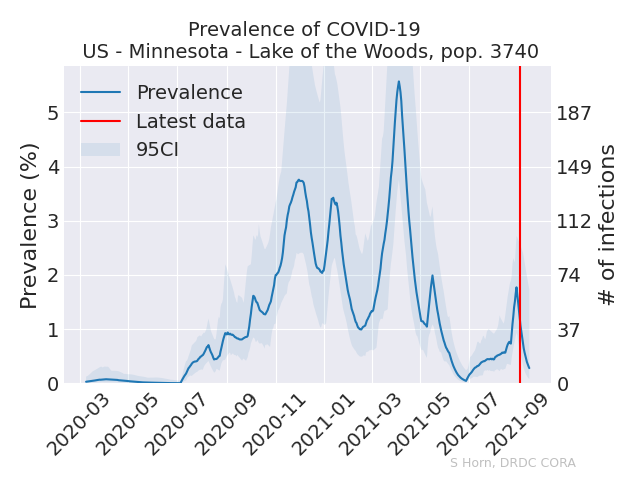 Prevalence of COVID-19
US - Minnesota - Lake of the Woods, pop. 3740
Prevalence
Latest data
95CI
Prevalence (%)
5
4
3
2
1
0
187
149
112
74
37
0
# of infections
2020-03
2020-05
2020-07
2020-09
2020-11
2021-01
2021-03
2021-05
2021-07
2021-09
S Horn, DRDC CORA